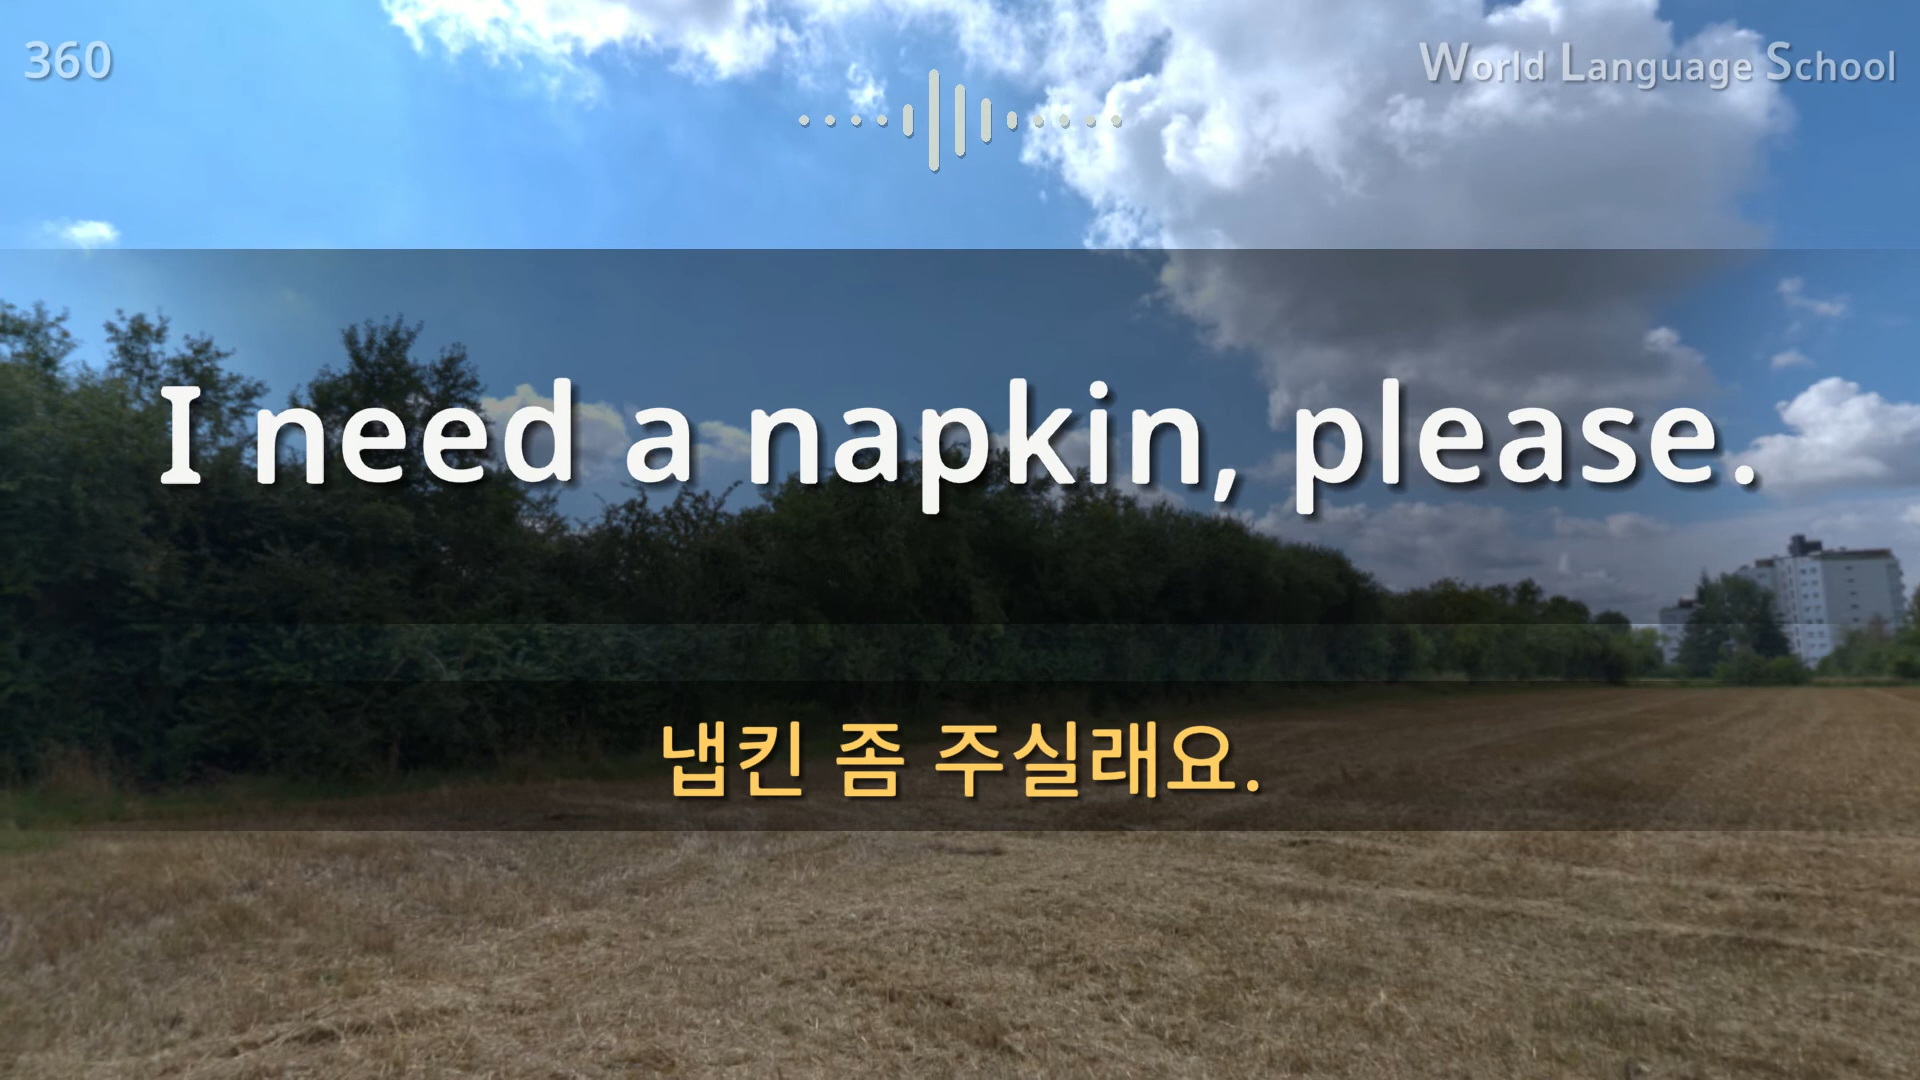 360
World Language School
I need a napkin, please.
냅킨 좀 주실래요.